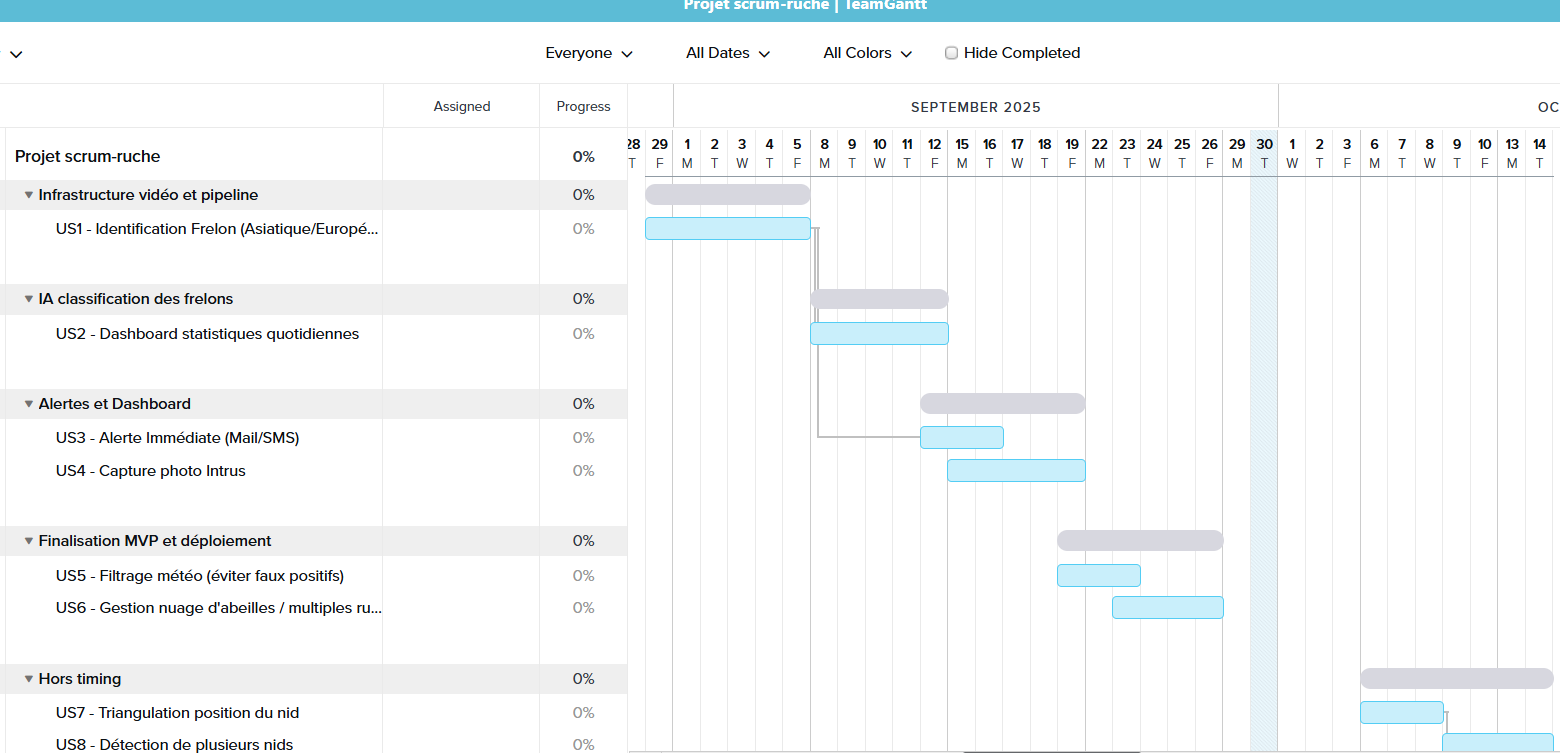 Projet scrum-ruche | TeamGantt
Everyone All Dates All Colors Hide Completed
Assigned Progress SEPTEMBER 2025 OC
28 29 1 2 3 4 5 8 9 10 11 12 15 16 17 18 19 22 23 24 25 26 29 30 1 2 3 6 7 8 9 10 13 14
T F M T W T F M T W T F M T W T F M T W T F M T W T F M T W T F M T
Projet scrum-ruche 0%
Infrastructure vidéo et pipeline 0%
US1 - Identification Frelon (Asiatique/Europé... 0%
IA classification des frelons 0%
US2 - Dashboard statistiques quotidiennes 0%
Alertes et Dashboard 0%
US3 - Alerte Immédiate (Mail/SMS) 0%
US4 - Capture photo Intrus 0%
Finalisation MVP et déploiement 0%
US5 - Filtrage météo (éviter faux positifs) 0%
US6 - Gestion nuage d'abeilles / multiples ru... 0%
Hors timing 0%
US7 - Triangulation position du nid 0%
US8 - Détection de plusieurs nids 0%